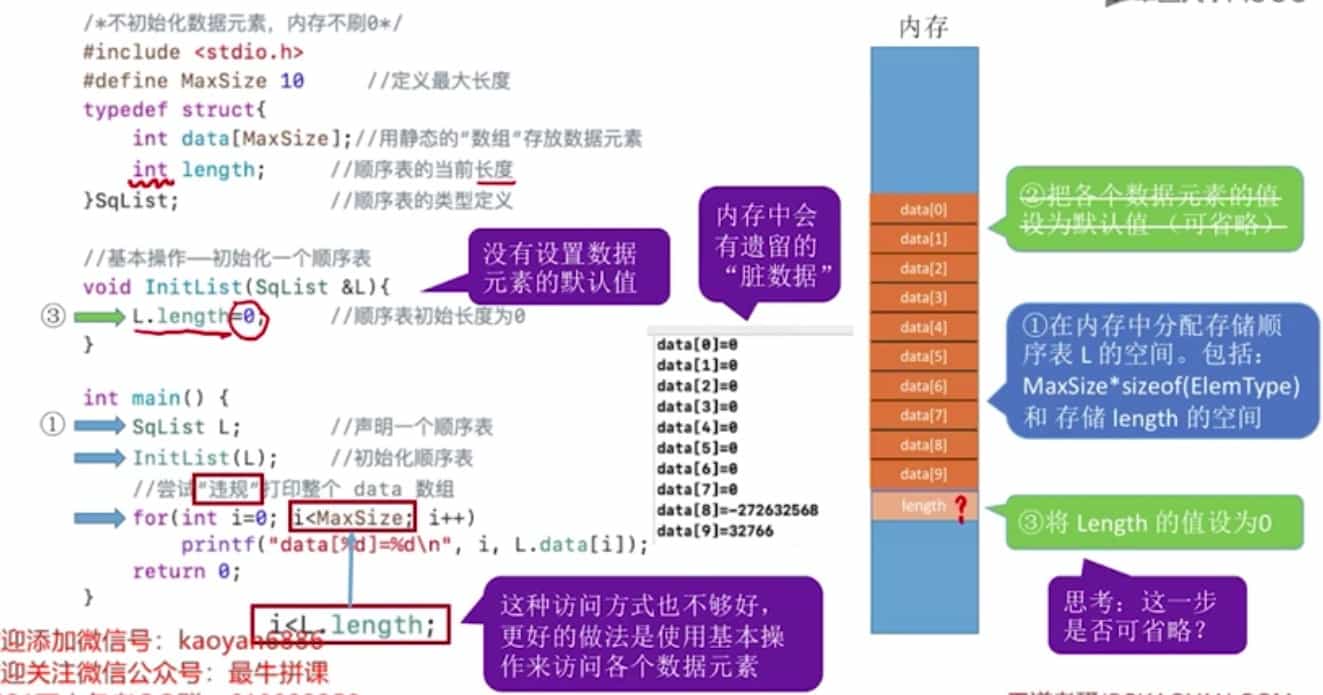 /*不初始化数据元素，内存不刷0*/
#include <stdio.h>
#define MaxSize 10 //定义最大长度
typedef struct{
int data[MaxSize];//用静态的“数组”存放数据元素
int length; //顺序表的当前长度
}SqList; //顺序表的类型定义
//基本操作——初始化一个顺序表
void InitList(SqList &L){
③ L.length=0; //顺序表初始长度为0
}
int main() {
① SqList L; //声明一个顺序表
InitList(L); //初始化顺序表
//尝试“违规”打印整个 data 数组
for(int i=0; i<MaxSize; i++)
printf("data[%d]=%d\n", i, L.data[i]);
return 0;
}
i<L.length;
没有设置数据
元素的默认值
内存中会
有遗留的
“脏数据”
data[0]=0
data[1]=0
data[2]=0
data[3]=0
data[4]=0
data[5]=0
data[6]=0
data[7]=0
data[8]=-272632568
data[9]=32766
这种访问方式也不够好，
更好的做法是使用基本操
作来访问各个数据元素
内存
data[0]
data[1]
data[2]
data[3]
data[4]
data[5]
data[6]
data[7]
data[8]
data[9]
length ?
②把各个数据元素的值
设为默认值（可省略）
①在内存中分配存储顺
序表 L 的空间。包括：
MaxSize*sizeof(ElemType)
和 存储 length 的空间
③将 Length 的值设为0
思考：这一步
是否可省略？
迎添加微信号：kaoyan6886
迎关注微信公众号：最牛拼课